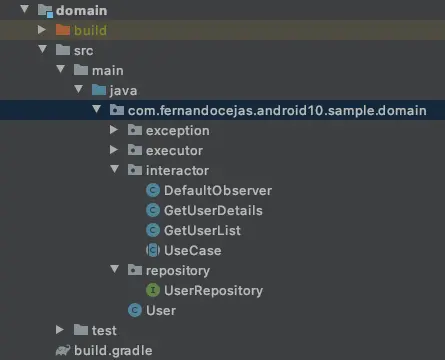 domain
build
src
main
java
com.fernandocejas.android10.sample.domain
exception
executor
interactor
C DefaultObserver
C GetUserDetails
C GetUserList
C UseCase
repository
I UserRepository
C User
test
build.gradle